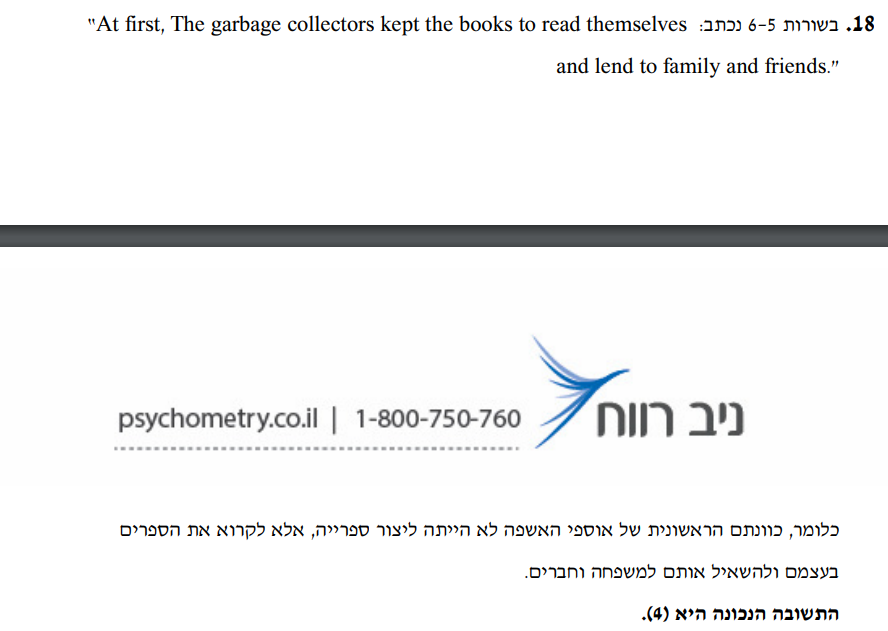 18. בשורות 5–6 נכתב: "At first, The garbage collectors kept the books to read themselves
and lend to family and friends."
ניב רווח
psychometry.co.il | 1-800-750-760
כלומר, כוונתם הראשונית של אוספי האשפה לא הייתה ליצור ספרייה, אלא לקרוא את הספרים
בעצמם ולהשאיל אותם למשפחה וחברים.
התשובה הנכונה היא (4).